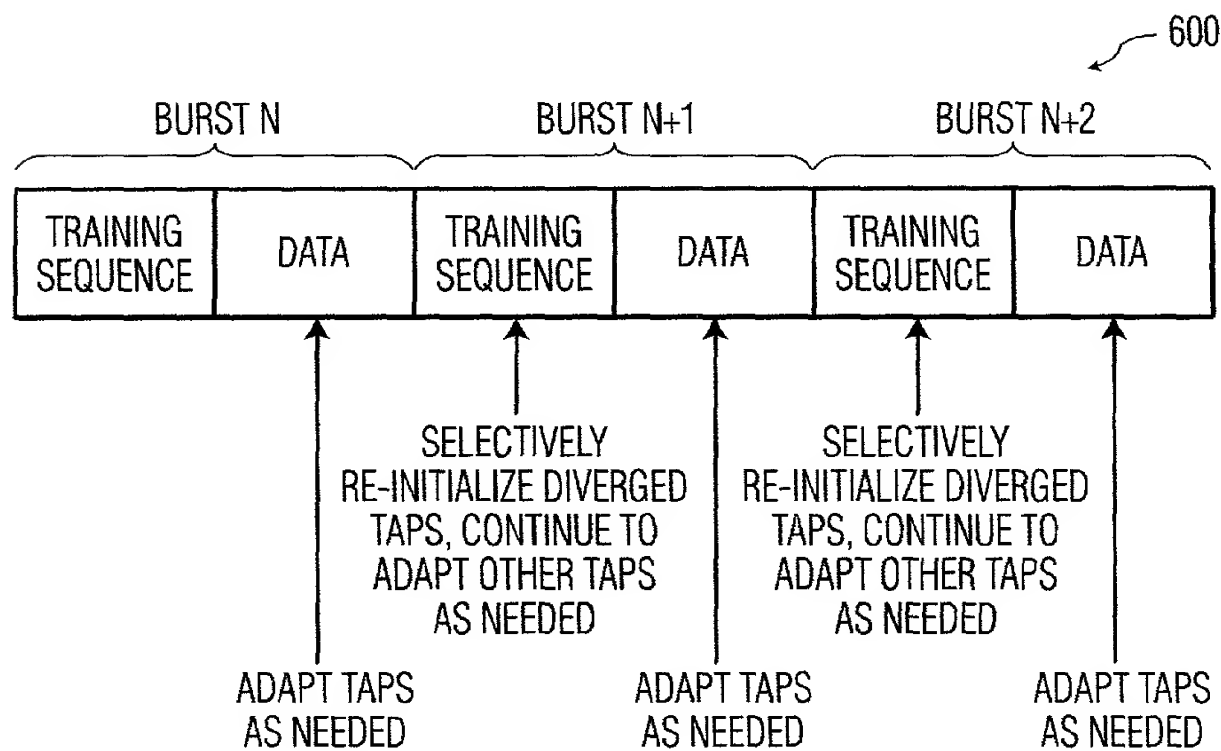 600
BURST N
BURST N+1
BURST N+2
TRAINING
SEQUENCE
DATA
TRAINING
SEQUENCE
DATA
TRAINING
SEQUENCE
DATA
SELECTIVELY
RE-INITIALIZE DIVERGED
TAPS, CONTINUE TO
ADAPT OTHER TAPS
AS NEEDED
SELECTIVELY
RE-INITIALIZE DIVERGED
TAPS, CONTINUE TO
ADAPT OTHER TAPS
AS NEEDED
ADAPT TAPS
AS NEEDED
ADAPT TAPS
AS NEEDED
ADAPT TAPS
AS NEEDED